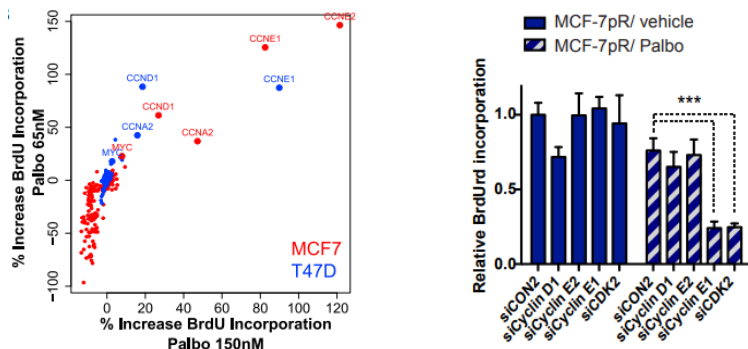 % Increase BrdU Incorporation
Palbo 65nM
150
100
50
0
−50
−100
CCNE2
CCNE1
CCND1
CCNE1
CCND1
CCNA2
CCNA2
MYC
MYC
MCF7
T47D
0 20 40 60 80 100 120
% Increase BrdU Incorporation
Palbo 150nM
MCF-7pR/ vehicle
MCF-7pR/ Palbo
Relative BrdUrd Incorporation
1.0
0.5
0.0
***
siCON2
siCyclin D1
siCyclin E2
siCyclin E1
siCDK2
siCON2
siCyclin D1
siCyclin E2
siCyclin E1
siCDK2